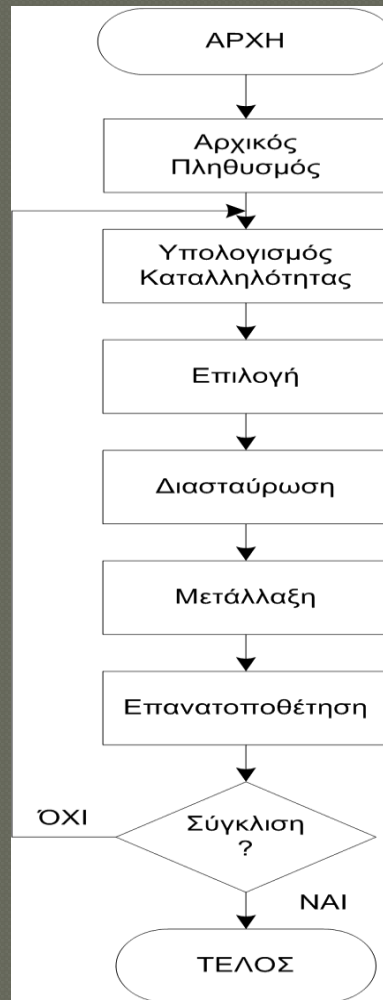 ΑΡΧΗ
Αρχικός
Πληθυσμός
Υπολογισμός
Καταλληλότητας
Επιλογή
Διασταύρωση
Μετάλλαξη
Επανατοποθέτηση
Σύγκλιση
?
ΌΧΙ
ΝΑΙ
ΤΕΛΟΣ